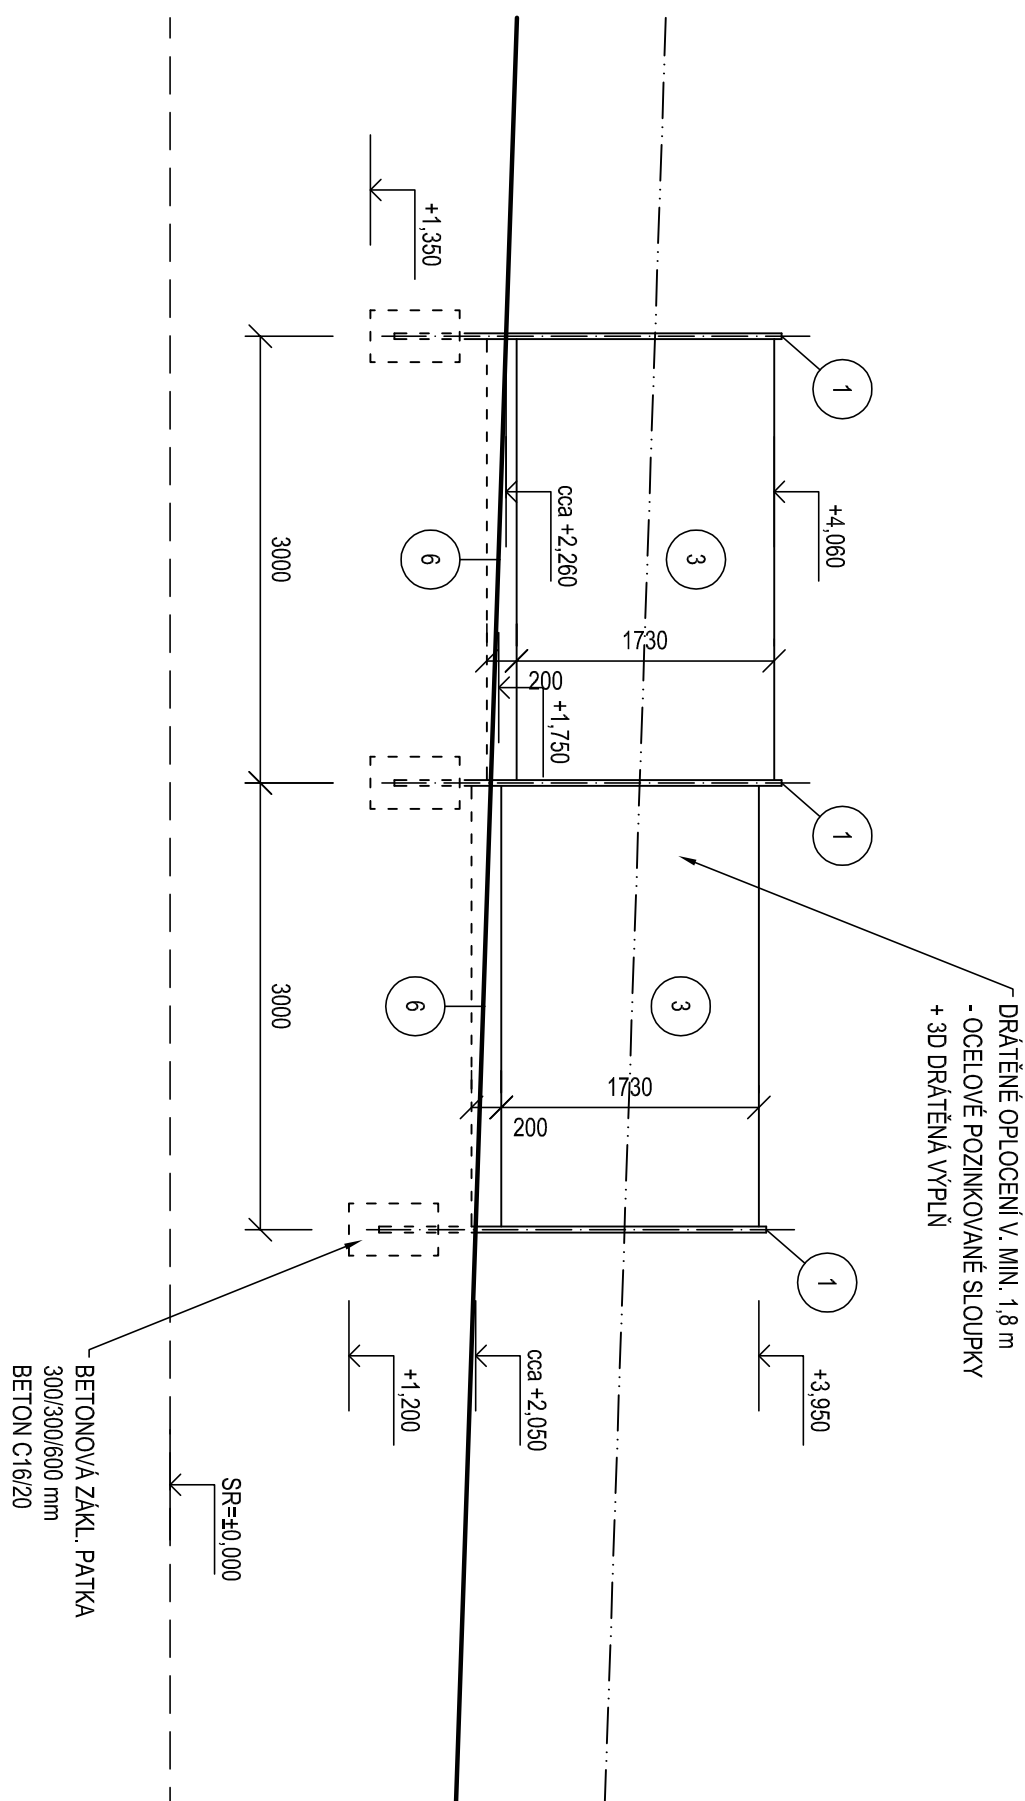 DRÁTĚNÉ OPLOCENÍ V. MIN. 1,8 m
- OCELOVÉ POZINKOVANÉ SLOUPKY
+ 3D DRÁTĚNÁ VÝPLŇ
1
1
1
+4,060
+3,950
3
3
1730
1730
200
200
cca +2,260
+1,750
cca +2,050
6
6
+1,350
+1,200
3000
3000
SR=±0,000
BETONOVÁ ZÁKL. PATKA
300/300/600 mm
BETON C16/20